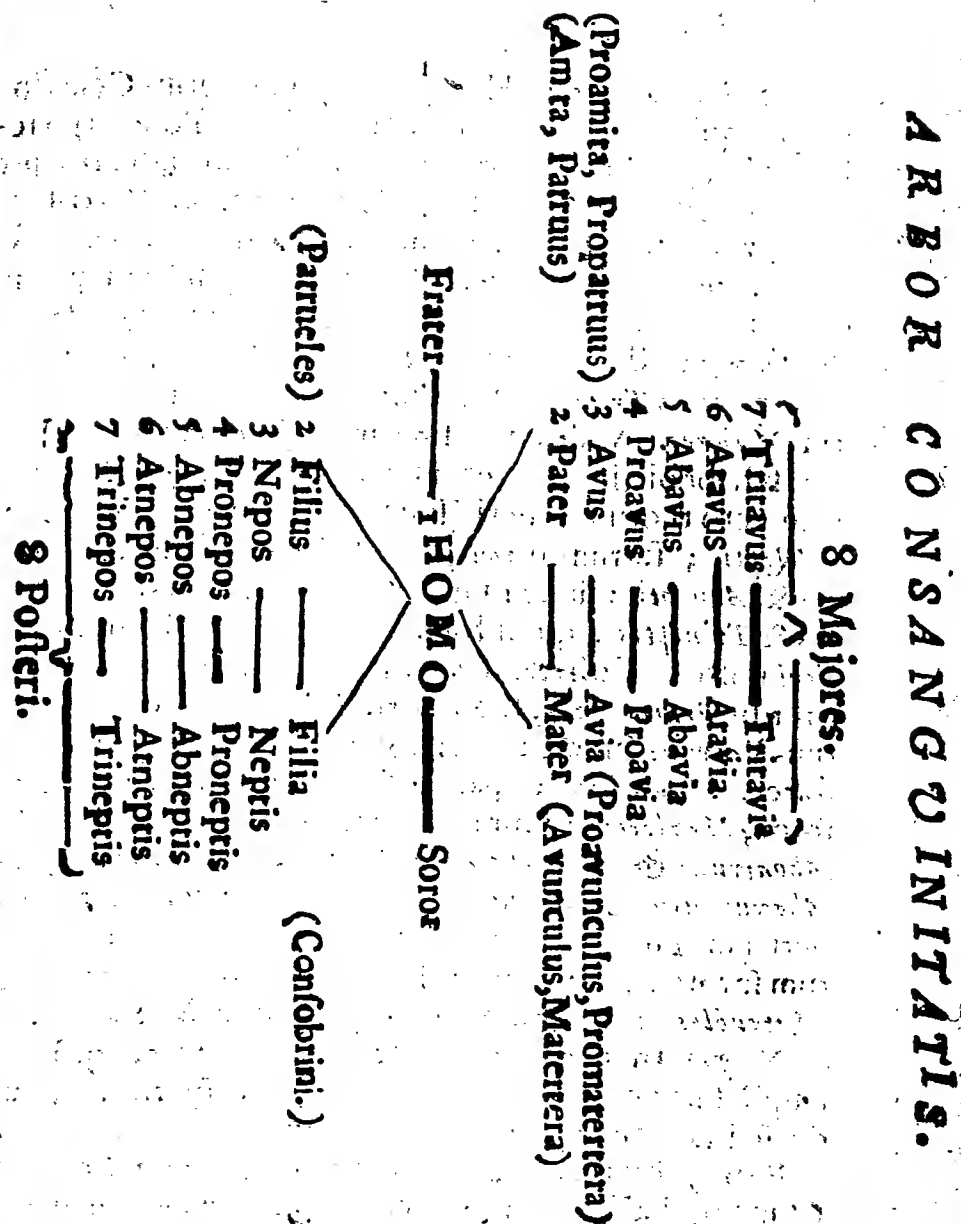 ARBOR CONSANGUINITATIS.
8 Majores.
7 Tritavus — Tritavia
6 Atavus — Atavia.
5 Abavus — Abavia
4 Proavus — Proavia
(Proamita, Propatruus) 3 Avus — Avia (Proavunculus, Promatertera)
(Amita, Patruus) 2 Pater — Mater (Avunculus, Matertera)
Frater — 1 HOMO — Soror
(Patrueles) 2 Filius — Filia (Conſobrini.)
3 Nepos — Neptis
4 Pronepos — Proneptis
5 Abnepos — Abneptis
6 Atnepos — Atneptis
7 Trinepos — Trineptis
8 Poſteri.